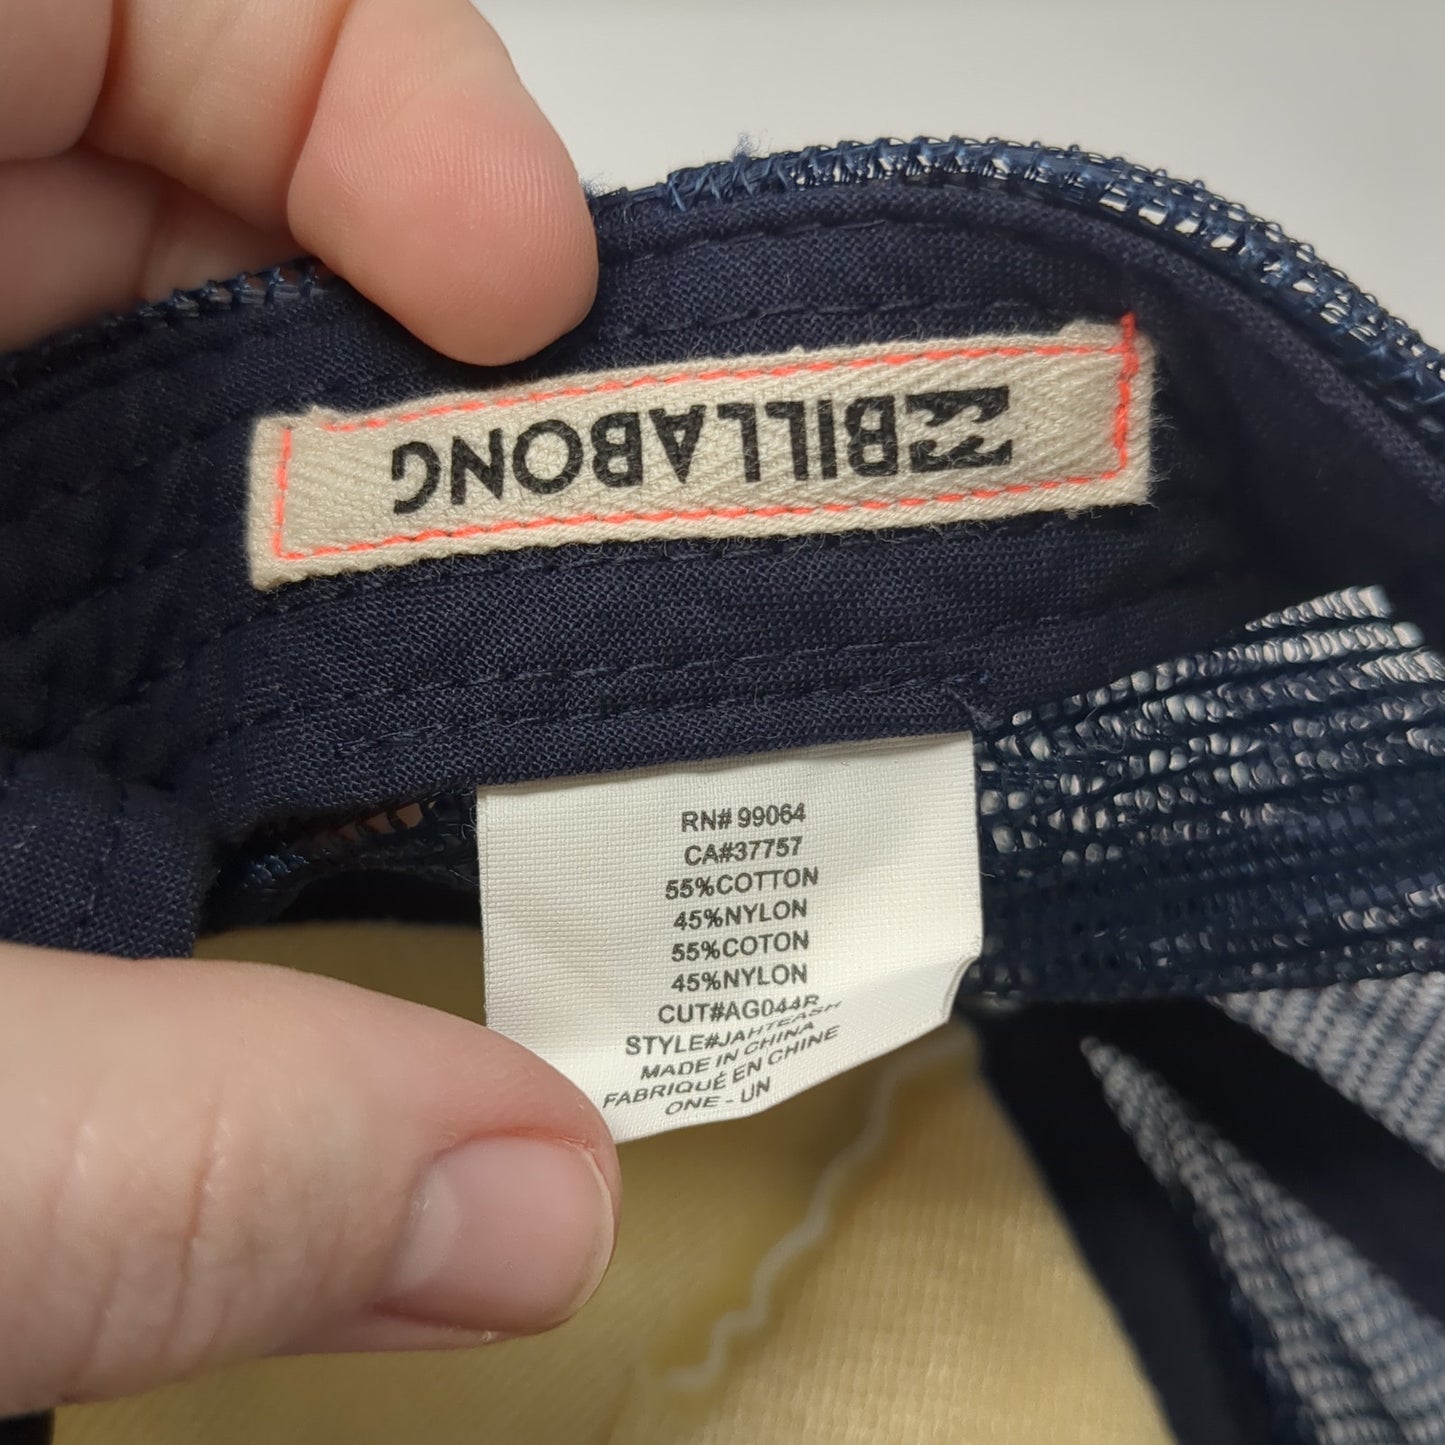 BILLABONG
RN# 99064
CA#37757
55%COTTON
45%NYLON
55%COTON
45%NYLON
CUT#AG044R
STYLE#JAHTEASH
MADE IN CHINA
FABRIQUÉ EN CHINE
ONE - UN